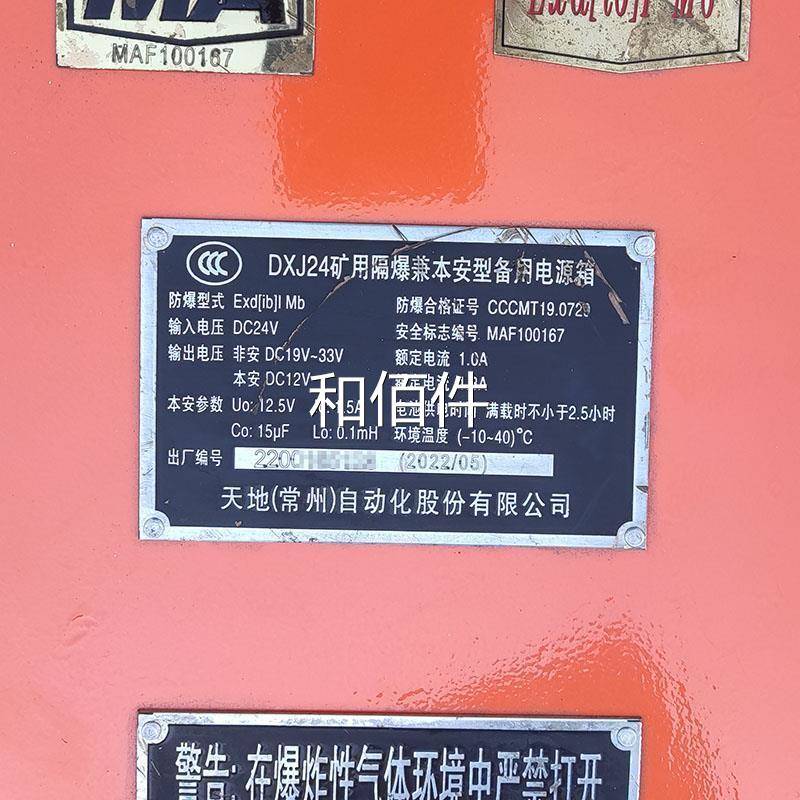 MA
MAF100167
Exd[ib]I Mb
CCC
DXJ24矿用隔爆兼本安型备用电源箱
防爆型式 Exd[ib]I Mb 防爆合格证号 CCCMT19.0729
输入电压 DC24V 安全标志编号 MAF100167
输出电压 非安 DC19V~33V 额定电流 1.0A
本安 DC12V
和佰件
本安参数 Uo: 12.5V 满载时不小于2.5小时
Co: 15μF Lo: 0.1mH 环境温度 (-10~40)℃
出厂编号 2200 (2022/05)
天地(常州)自动化股份有限公司
警告:在爆炸性气体环境中严禁打开